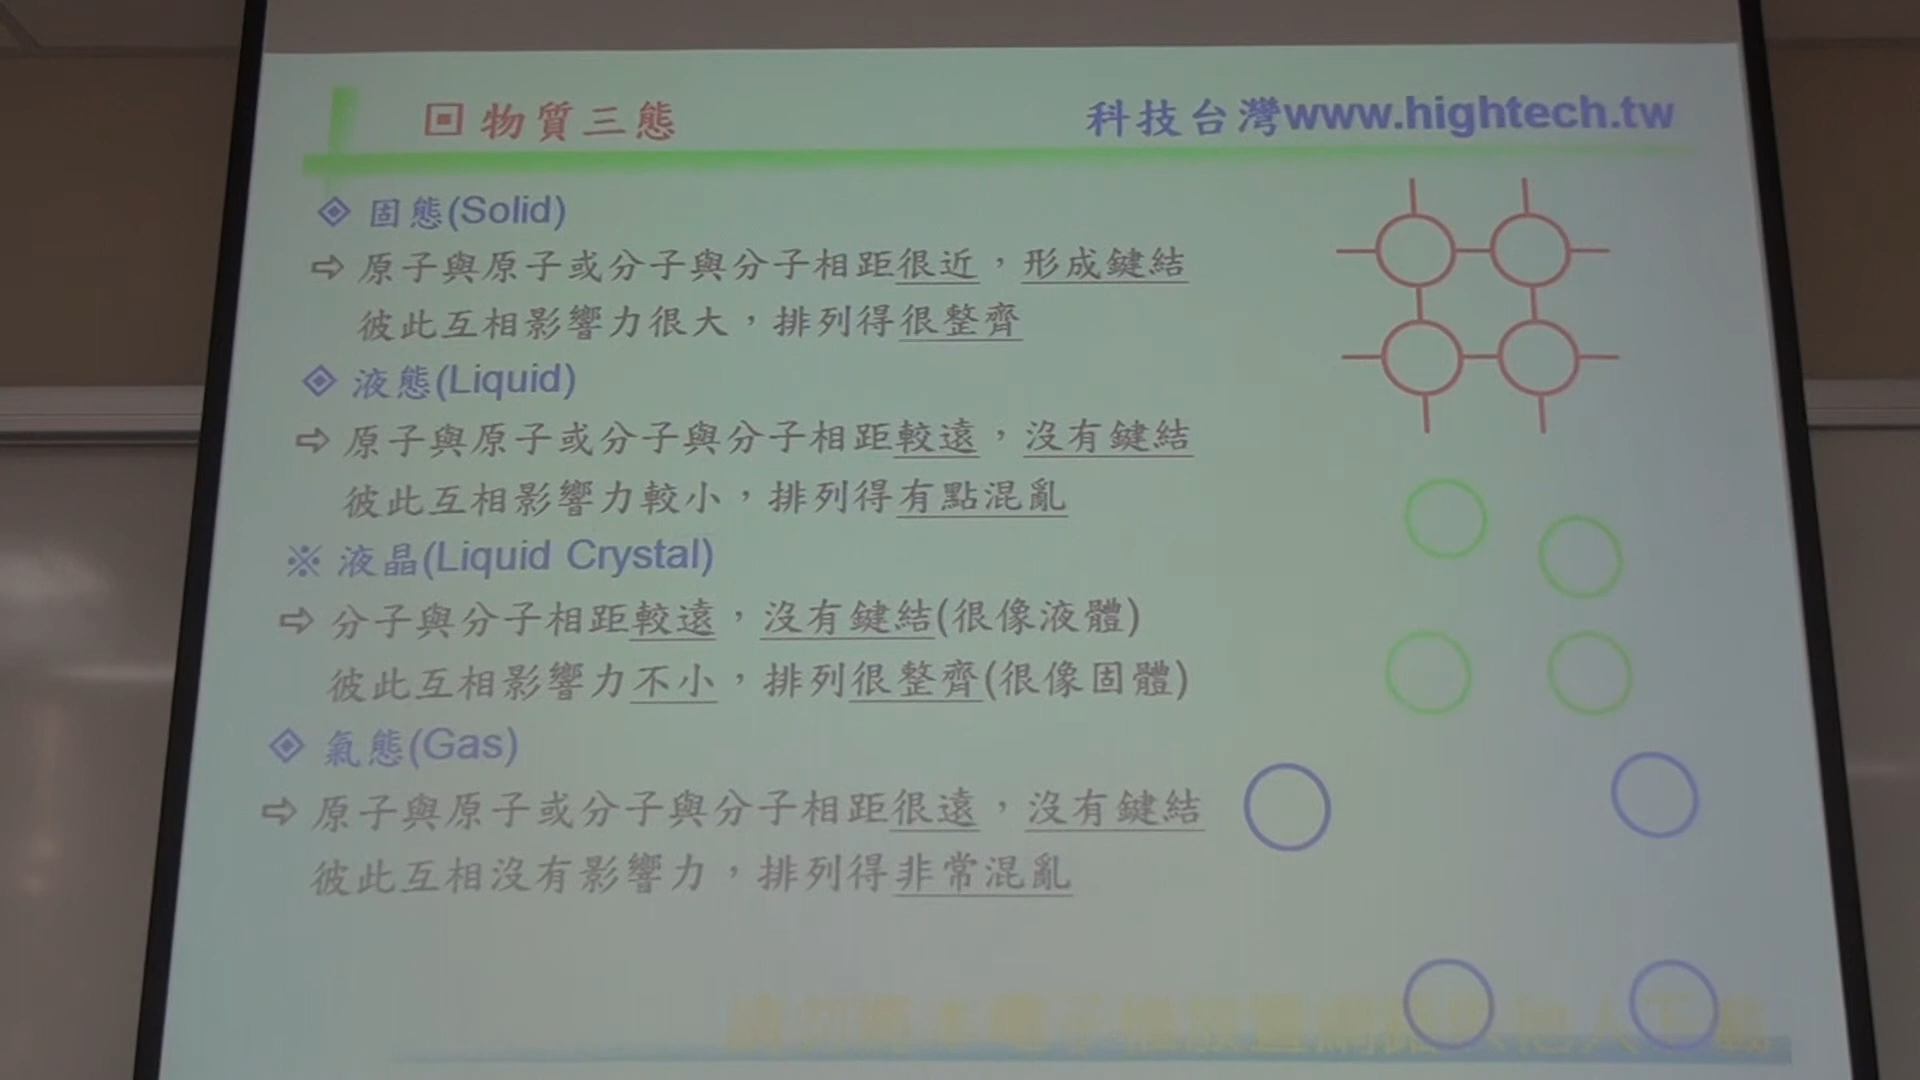 物質三態
科技台灣www.hightech.tw
固態(Solid)
⇨ 原子與原子或分子與分子相距很近，形成鍵結
彼此互相影響力很大，排列得很整齊
液態(Liquid)
⇨ 原子與原子或分子與分子相距較遠，沒有鍵結
彼此互相影響力較小，排列得有點混亂
※ 液晶(Liquid Crystal)
⇨ 分子與分子相距較遠，沒有鍵結(很像液體)
彼此互相影響力不小，排列很整齊(很像固體)
氣態(Gas)
⇨ 原子與原子或分子與分子相距很遠，沒有鍵結
彼此互相沒有影響力，排列得非常混亂